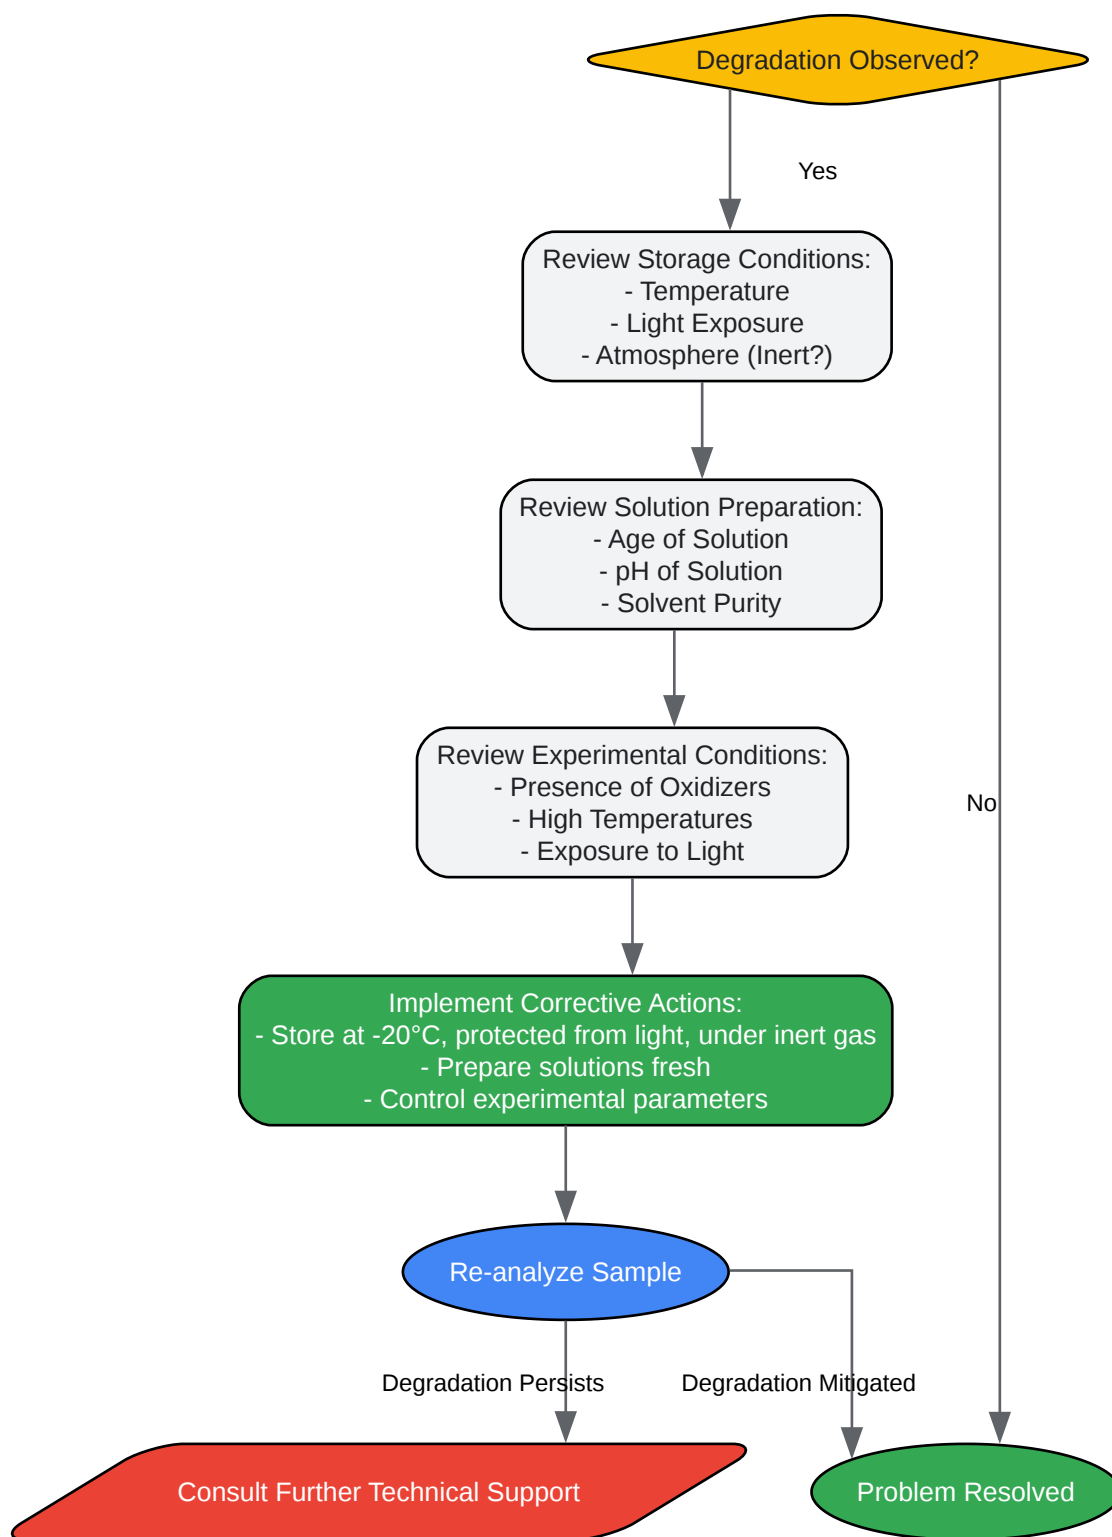 Degradation Observed?
Yes
Review Storage Conditions:
- Temperature
- Light Exposure
- Atmosphere (Inert?)
Review Solution Preparation:
- Age of Solution
- pH of Solution
- Solvent Purity
Review Experimental Conditions:
- Presence of Oxidizers
- High Temperatures
- Exposure to Light
No
Implement Corrective Actions:
- Store at -20°C, protected from light, under inert gas
- Prepare solutions fresh
- Control experimental parameters
Re-analyze Sample
Degradation Persists
Degradation Mitigated
Consult Further Technical Support
Problem Resolved